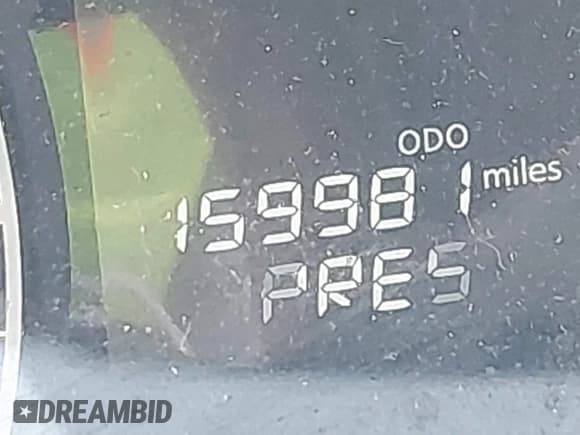 ODO
159981 miles
PRES
DREAMBID